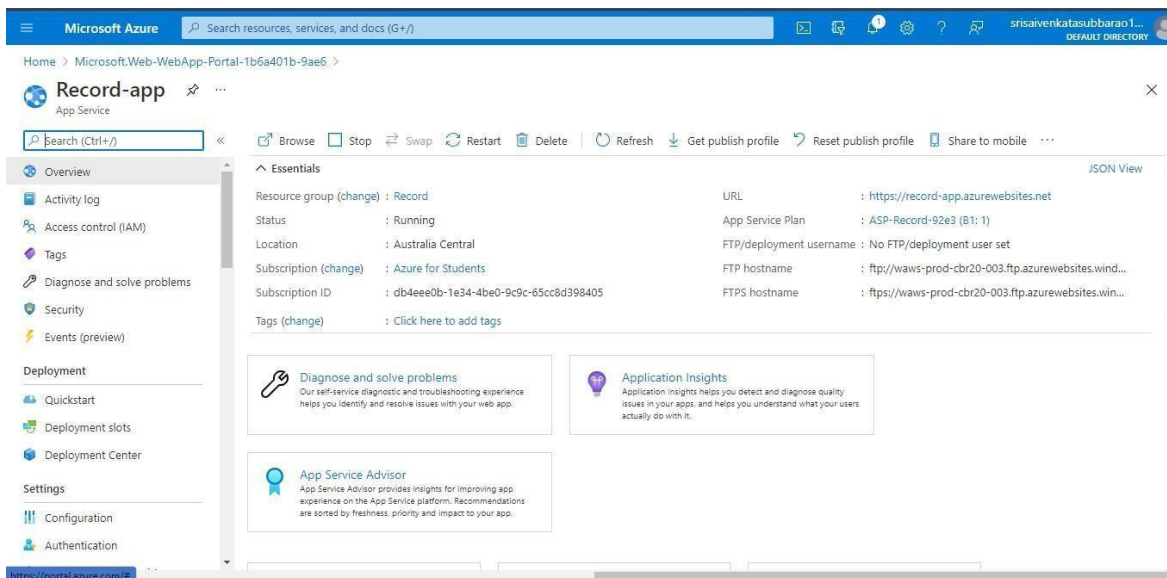 Microsoft Azure
Search resources, services, and docs (G+/)
1
srisaivenkatasubbarao1...
DEFAULT DIRECTORY
Home > Microsoft.Web-WebApp-Portal-1b6a401b-9ae6 >
Record-app
App Service
Search (Ctrl+/)
Overview
Activity log
Access control (IAM)
Tags
Diagnose and solve problems
Security
Events (preview)
Deployment
Quickstart
Deployment slots
Deployment Center
Settings
Configuration
Authentication
https://portal.azure.com/#
Browse Stop Swap Restart Delete Refresh Get publish profile Reset publish profile Share to mobile ...
Essentials
JSON View
Resource group (change) : Record
Status : Running
Location : Australia Central
Subscription (change) : Azure for Students
Subscription ID : db4eee0b-1e34-4be0-9c9c-65cc8d398405
Tags (change) : Click here to add tags
URL : https://record-app.azurewebsites.net
App Service Plan : ASP-Record-92e3 (B1: 1)
FTP/deployment username : No FTP/deployment user set
FTP hostname : ftp://waws-prod-cbr20-003.ftp.azurewebsites.wind...
FTPS hostname : ftps://waws-prod-cbr20-003.ftp.azurewebsites.win...
Diagnose and solve problems
Our self-service diagnostic and troubleshooting experience
helps you identify and resolve issues with your web app.
Application Insights
Application Insights helps you detect and diagnose quality
issues in your apps, and helps you understand what your users
actually do with it.
App Service Advisor
App Service Advisor provides insights for improving app
experience on the App Service platform. Recommendations
are sorted by freshness, priority and impact to your app.